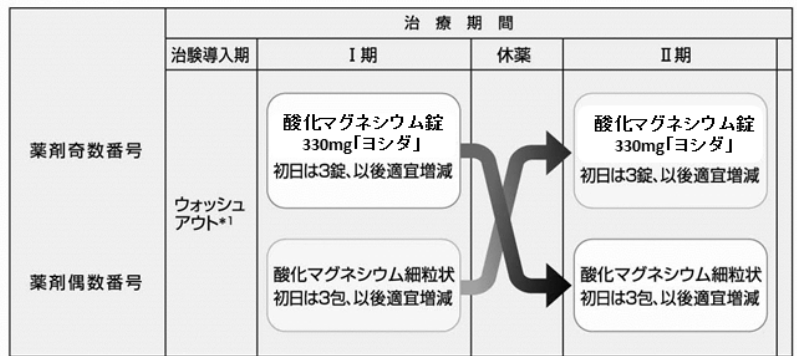 治療期間
治験導入期
Ⅰ期
休薬
Ⅱ期
薬剤奇数番号
ウォッシュ
アウト*1
酸化マグネシウム錠
330mg「ヨシダ」
初日は3錠、以後適宜増減
酸化マグネシウム錠
330mg「ヨシダ」
初日は3錠、以後適宜増減
薬剤偶数番号
酸化マグネシウム細粒状
初日は3包、以後適宜増減
酸化マグネシウム細粒状
初日は3包、以後適宜増減